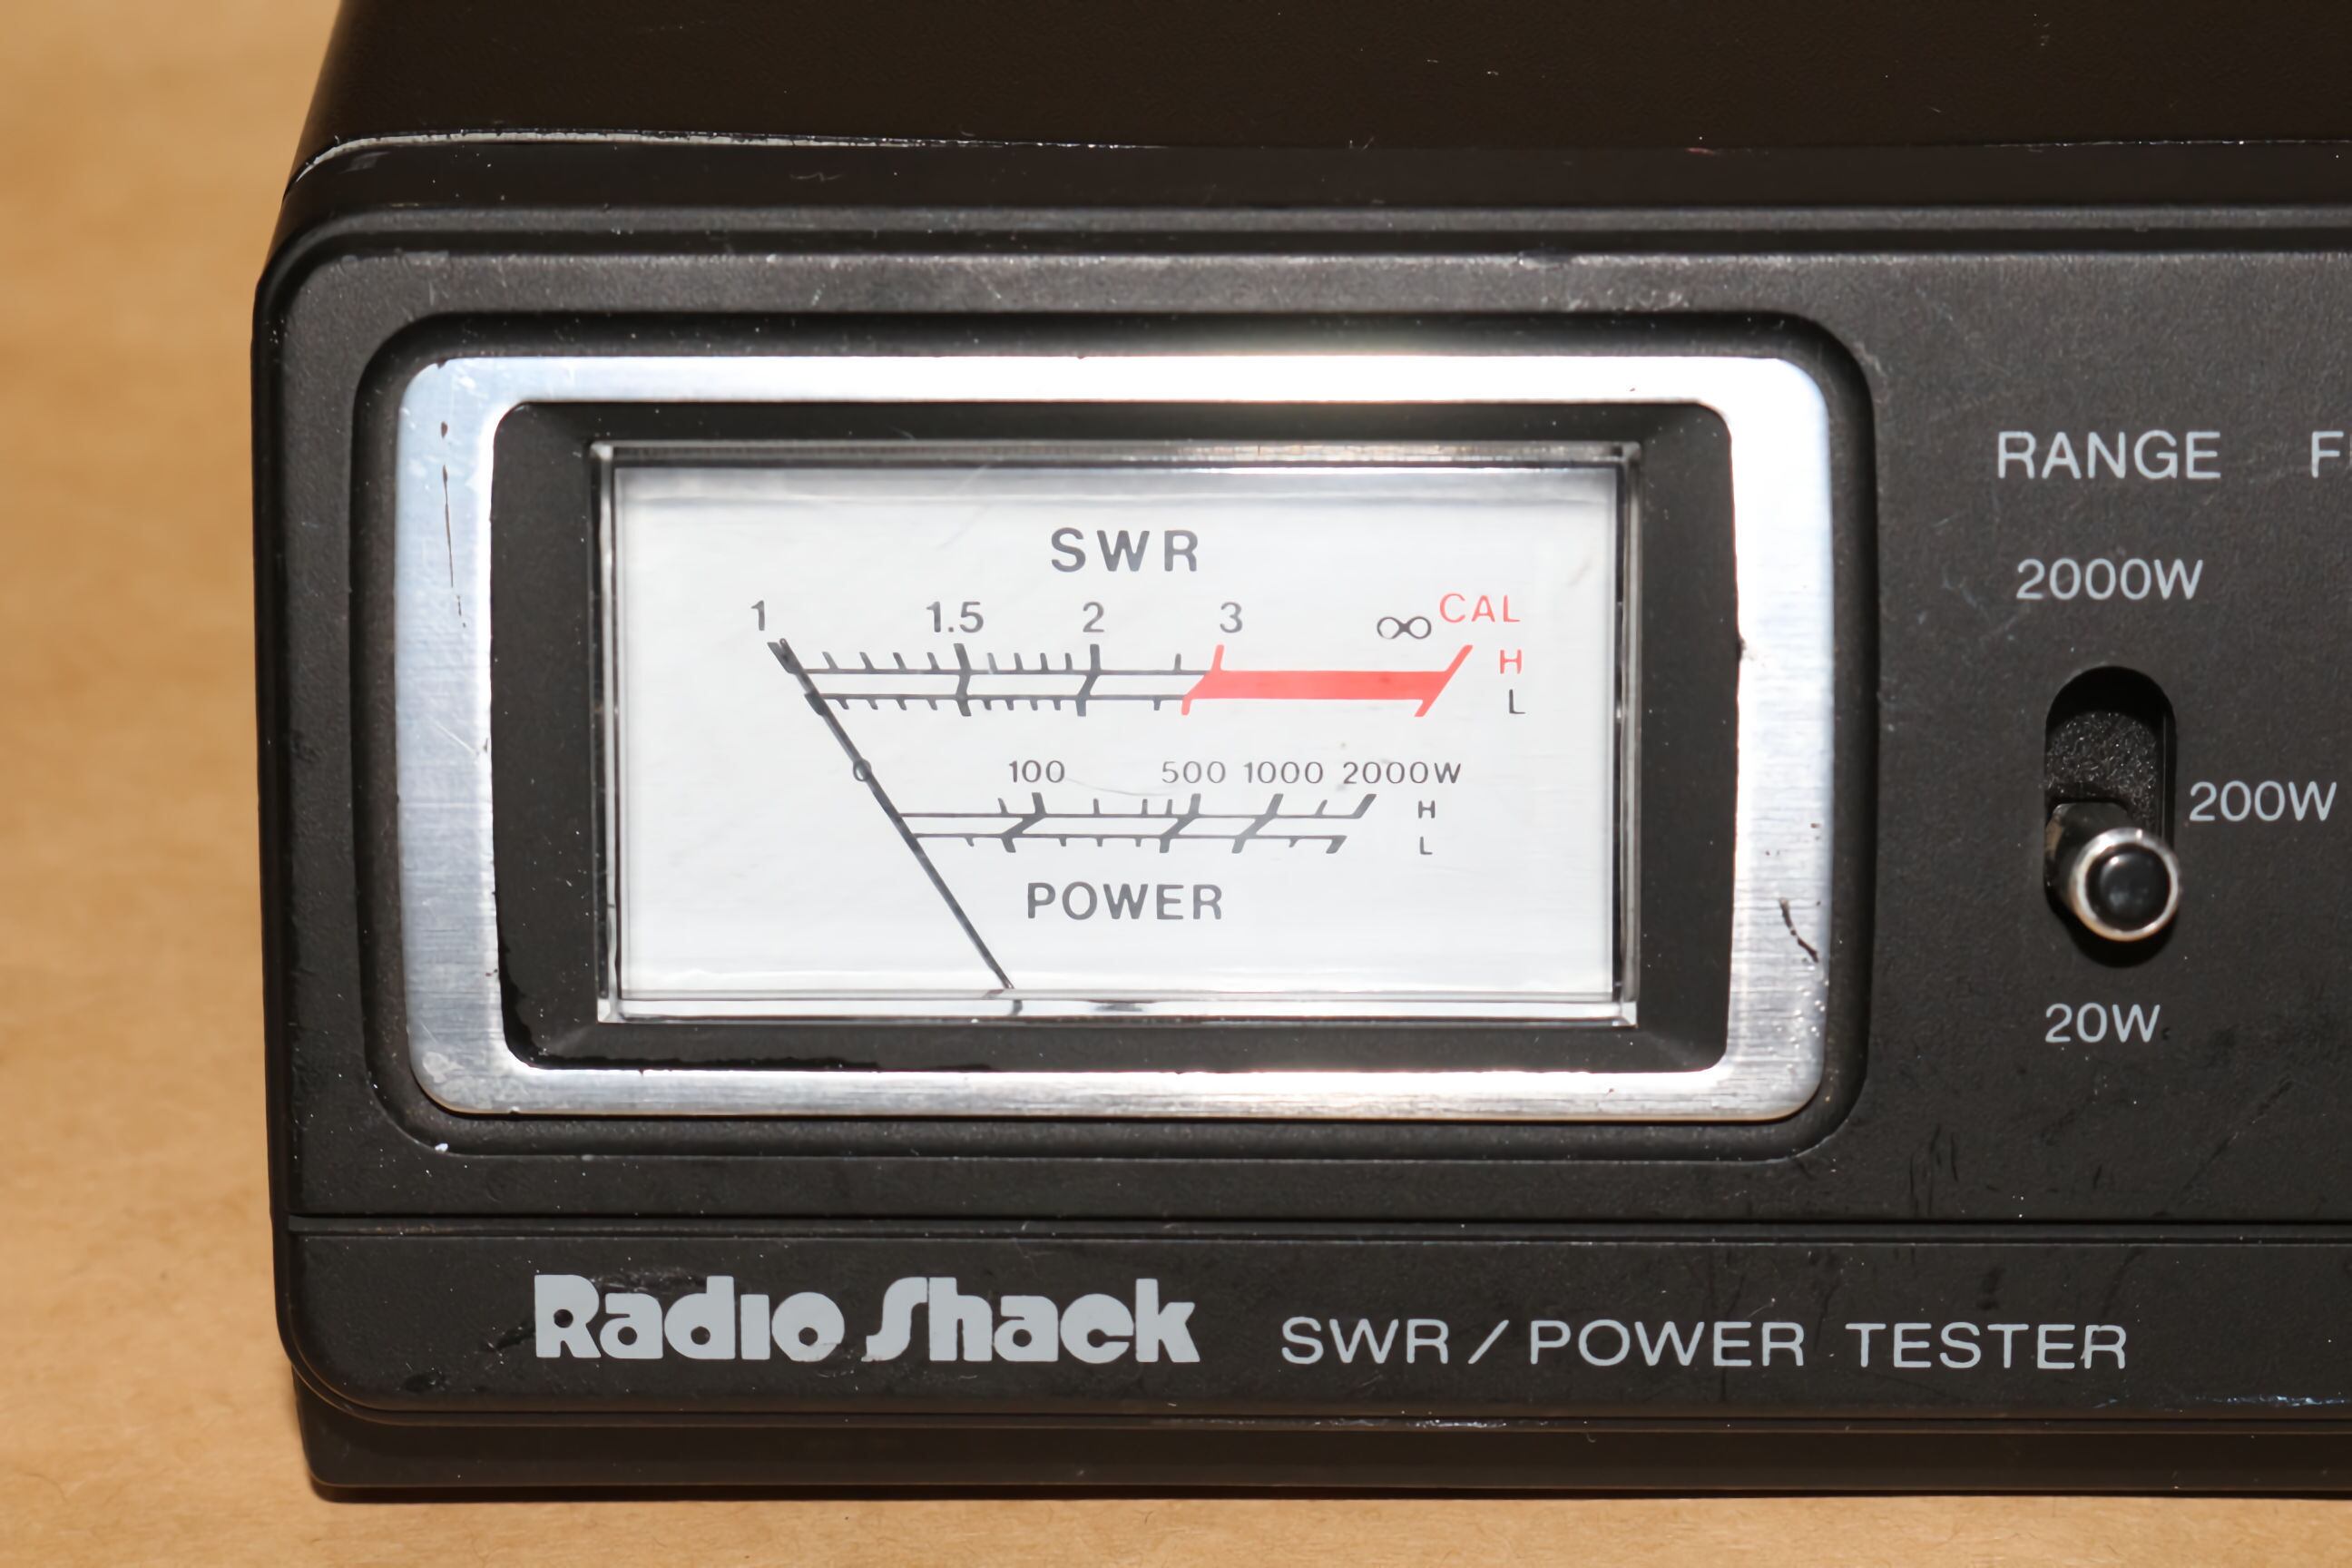 SWR
1 1.5 2 3 ∞ CAL
H
L
0 100 500 1000 2000W
H
L
POWER
RANGE
2000W
200W
20W
Radio Shack SWR/POWER TESTER